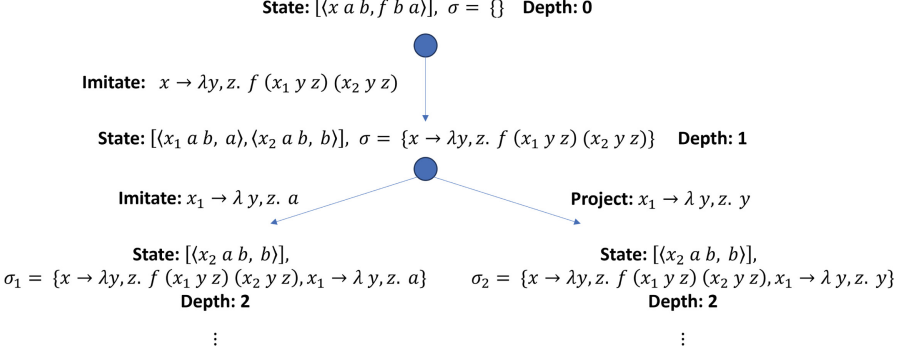 State: [⟨x a b, f b a⟩], σ = {} Depth: 0
Imitate: x → λy, z. f (x₁ y z) (x₂ y z)
State: [⟨x₁ a b, a⟩,⟨x₂ a b, b⟩], σ = {x → λy, z. f (x₁ y z) (x₂ y z)} Depth: 1
Imitate: x₁ → λ y, z. a
Project: x₁ → λ y, z. y
State: [⟨x₂ a b, b⟩],
σ₁ = {x → λy, z. f (x₁ y z) (x₂ y z), x₁ → λ y, z. a}
Depth: 2
⋮
State: [⟨x₂ a b, b⟩],
σ₂ = {x → λy, z. f (x₁ y z) (x₂ y z), x₁ → λ y, z. y}
Depth: 2
⋮